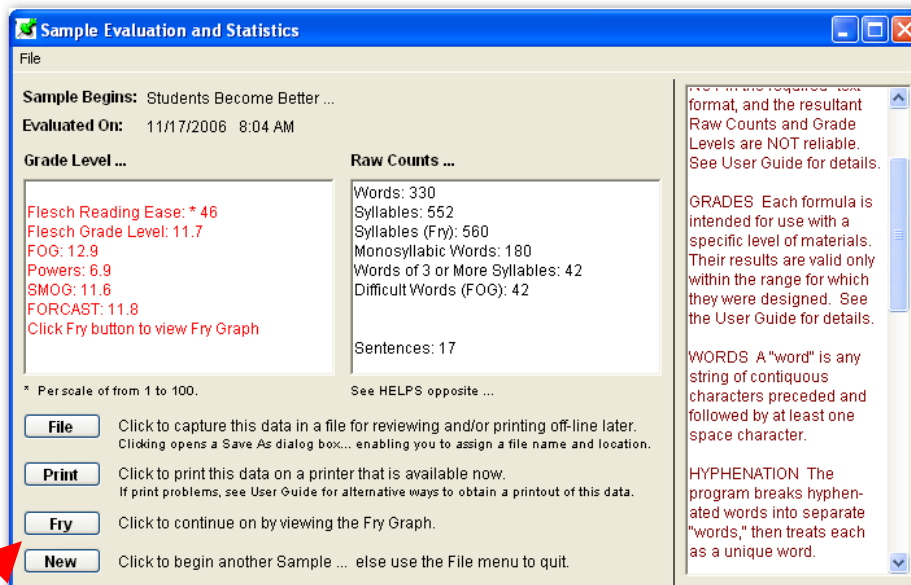 Sample Evaluation and Statistics
File
Sample Begins: Students Become Better ...
Evaluated On: 11/17/2006 8:04 AM
Grade Level ...
Flesch Reading Ease: * 46
Flesch Grade Level: 11.7
FOG: 12.9
Powers: 6.9
SMOG: 11.6
FORCAST: 11.8
Click Fry button to view Fry Graph
* Per scale of from 1 to 100.
Raw Counts ...
Words: 330
Syllables: 552
Syllables (Fry): 560
Monosyllabic Words: 180
Words of 3 or More Syllables: 42
Difficult Words (FOG): 42
Sentences: 17
See HELPS opposite ...
File Click to capture this data in a file for reviewing and/or printing off-line later.
Clicking opens a Save As dialog box... enabling you to assign a file name and location.
Print Click to print this data on a printer that is available now.
If print problems, see User Guide for alternative ways to obtain a printout of this data.
Fry Click to continue on by viewing the Fry Graph.
New Click to begin another Sample ... else use the File menu to quit.
format, and the resultant
Raw Counts and Grade
Levels are NOT reliable.
See User Guide for details.
GRADES Each formula is
intended for use with a
specific level of materials.
Their results are valid only
within the range for which
they were designed. See
the User Guide for details.
WORDS A "word" is any
string of contiquous
characters preceded and
followed by at least one
space character.
HYPHENATION The
program breaks hyphen-
ated words into separate
"words," then treats each
as a unique word.